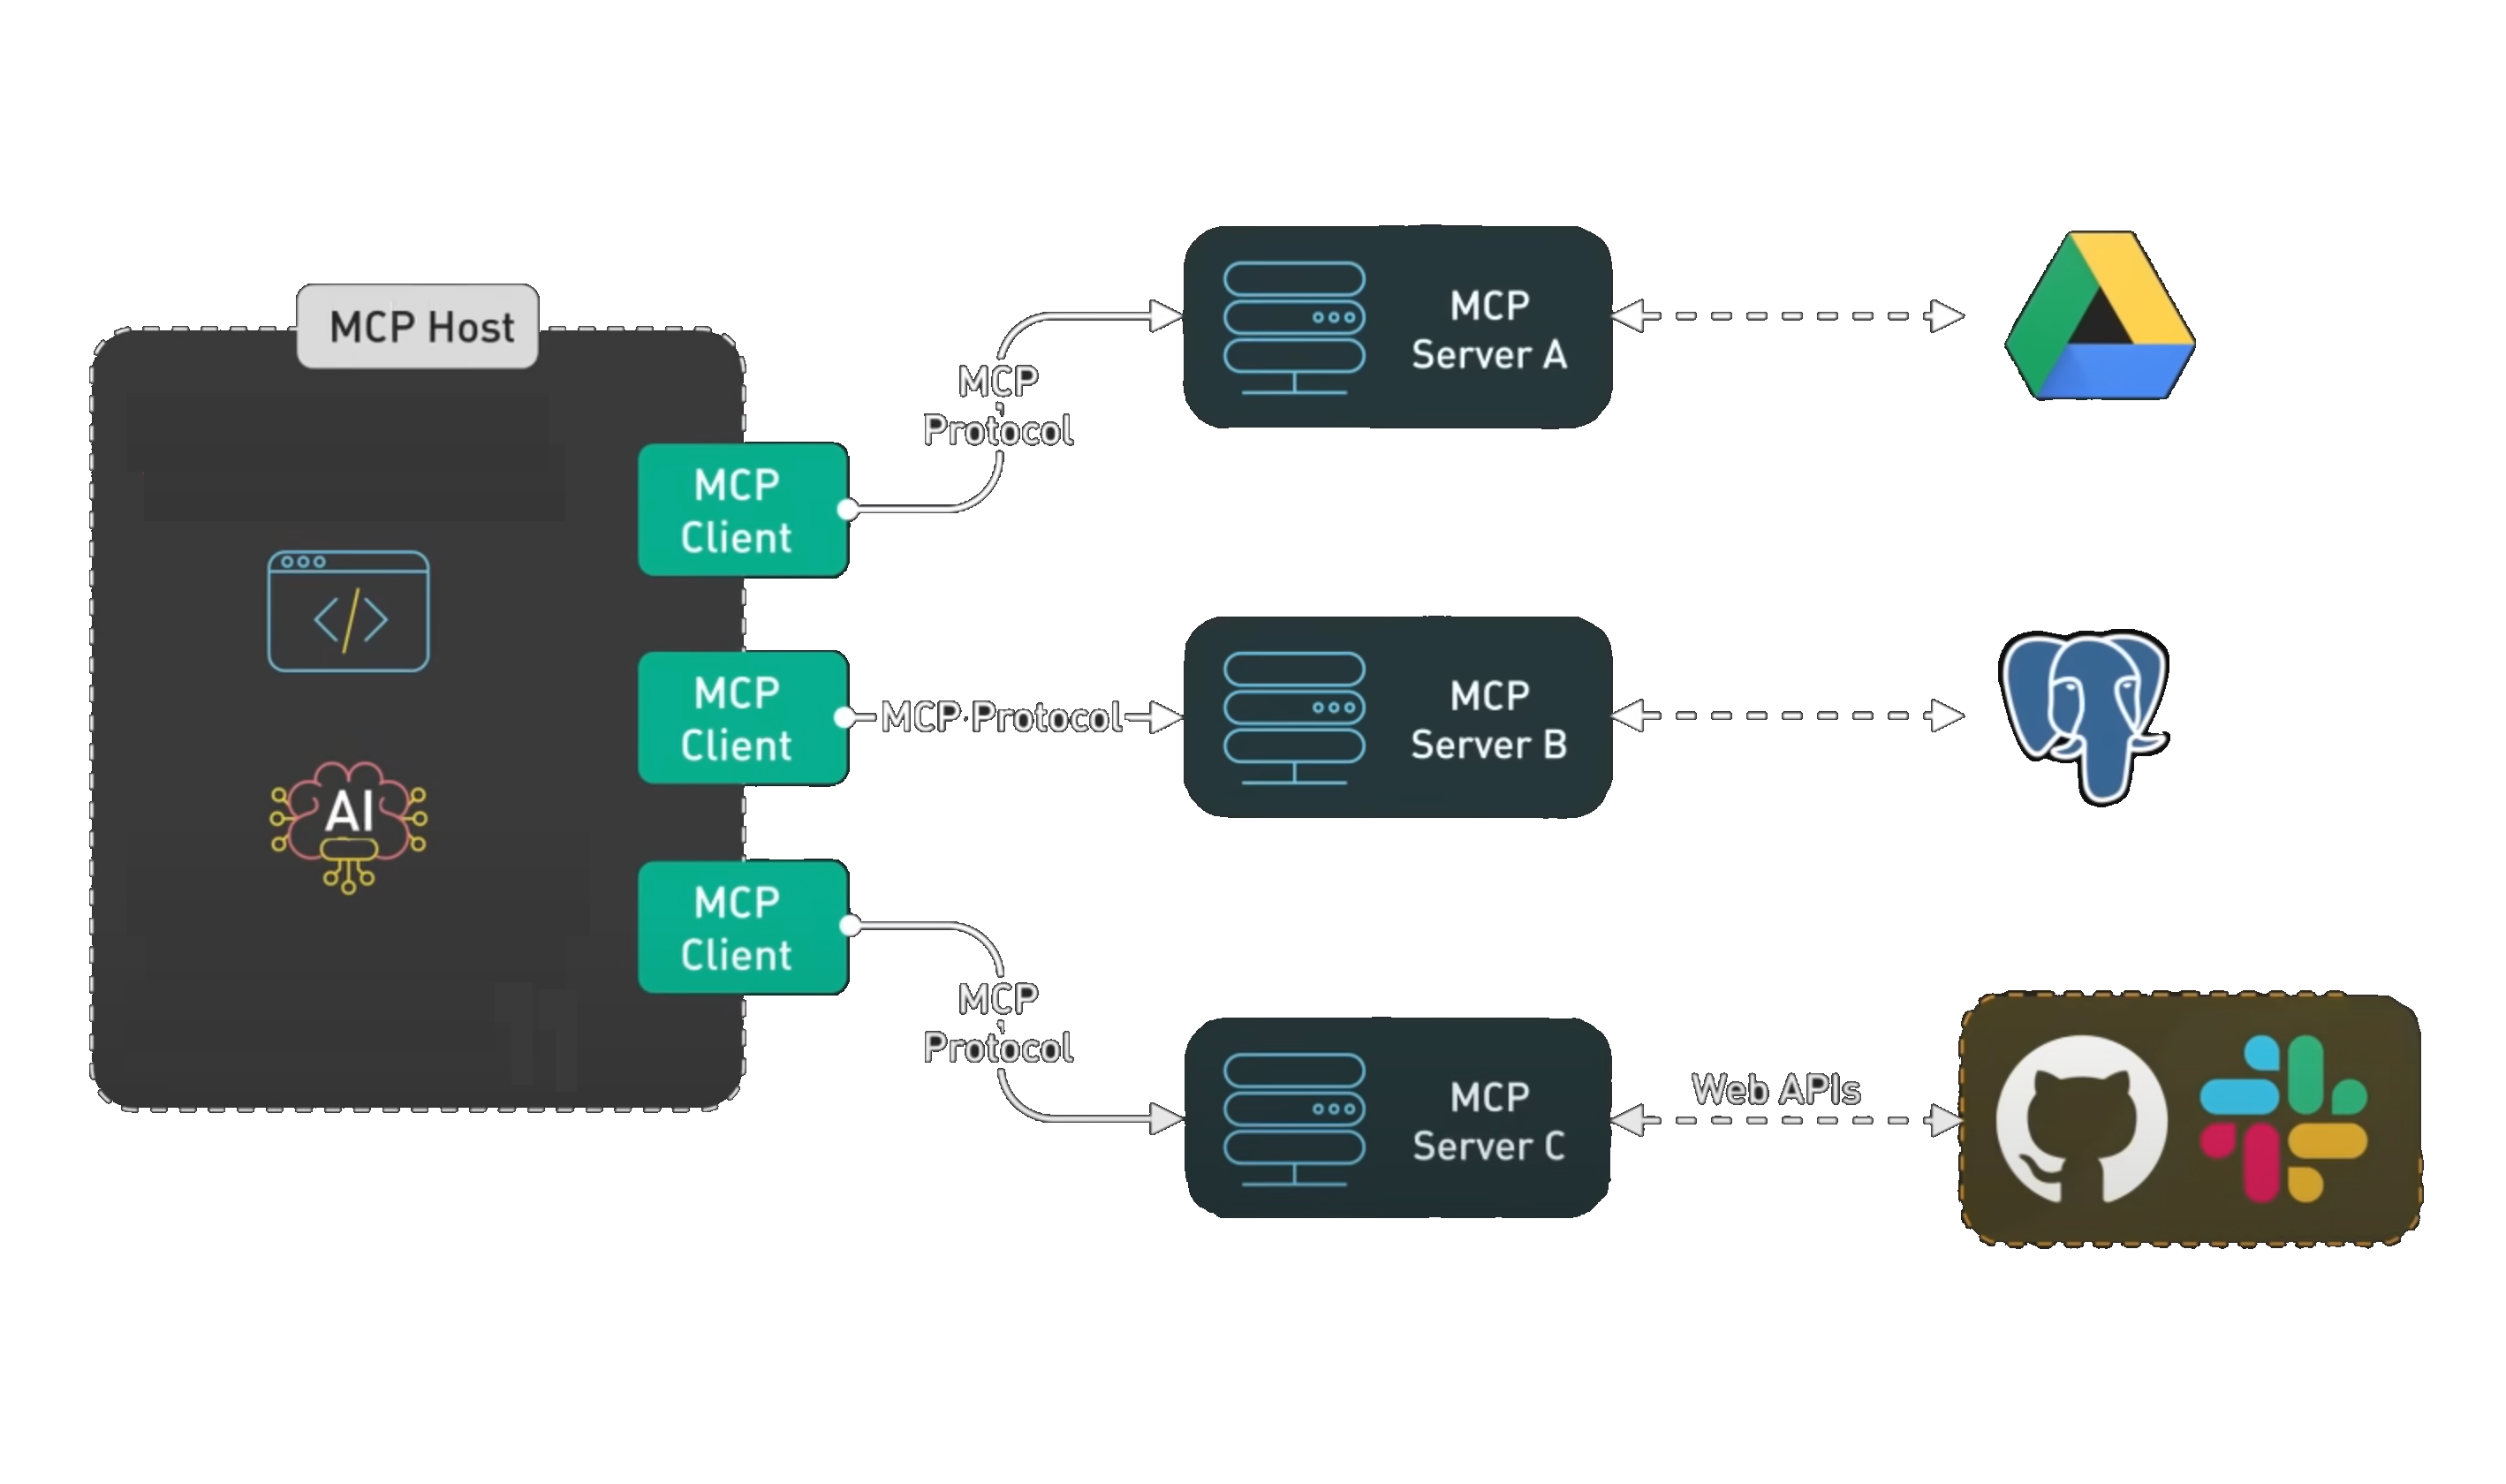 MCP Host
MCP
Client
MCP
Protocol
MCP
Server A
MCP
Client
MCP Protocol
MCP
Server B
AI
MCP
Client
MCP
Protocol
MCP
Server C
Web APIs